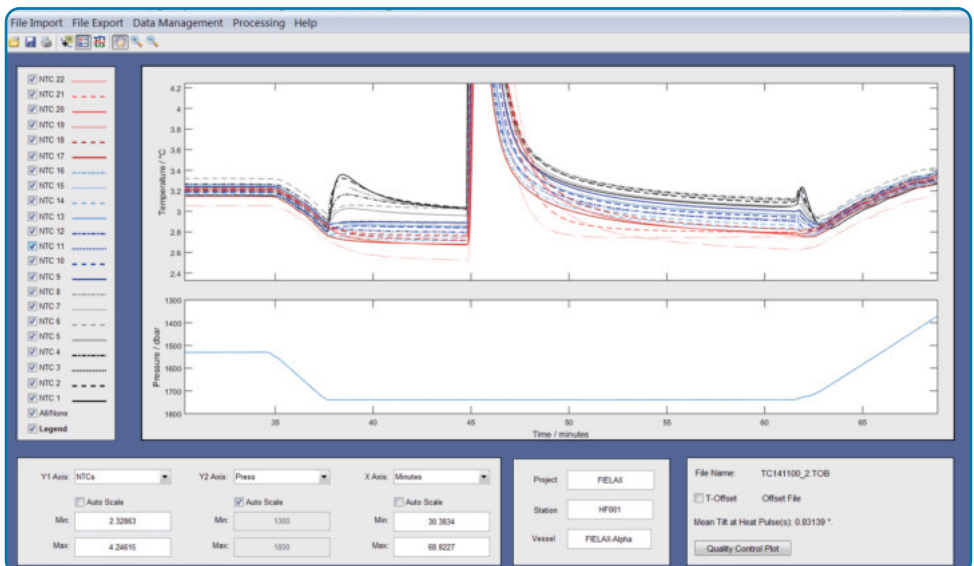 File Import File Export Data Management Processing Help
NTC 22
NTC 21
NTC 20
NTC 19
NTC 18
NTC 17
NTC 16
NTC 15
NTC 14
NTC 13
NTC 12
NTC 11
NTC 10
NTC 9
NTC 8
NTC 7
NTC 6
NTC 5
NTC 4
NTC 3
NTC 2
NTC 1
All/None
Legend
Temperature / °C
4.2
4
3.8
3.6
3.4
3.2
3
2.8
2.6
2.4
Pressure / dbar
1300
1400
1500
1600
1700
1800
35 40 45 50 55 60 65
Time / minutes
Y1 Axis: NTCs
Auto Scale
Min: 2.32863
Max: 4.24615
Y2 Axis: Press
Auto Scale
Min: 1300
Max: 1800
X Axis: Minutes
Auto Scale
Min: 30.3834
Max: 68.8227
Project FIELAX
Station HF001
Vessel FIELAX-Alpha
File Name: TC141100_2.TOB
T-Offset Offset File
Mean Tilt at Heat Pulse(s): 0.83139 °.
Quality Control Plot